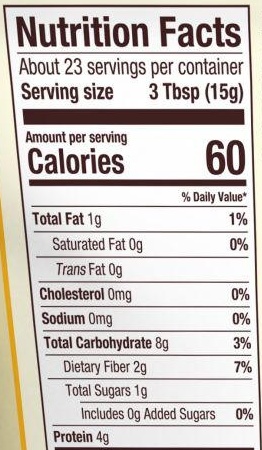 Nutrition Facts
About 23 servings per container
Serving size 3 Tbsp (15g)
Amount per serving
Calories 60
% Daily Value*
Total Fat 1g 1%
Saturated Fat 0g 0%
Trans Fat 0g
Cholesterol 0mg 0%
Sodium 0mg 0%
Total Carbohydrate 8g 3%
Dietary Fiber 2g 7%
Total Sugars 1g
Includes 0g Added Sugars 0%
Protein 4g